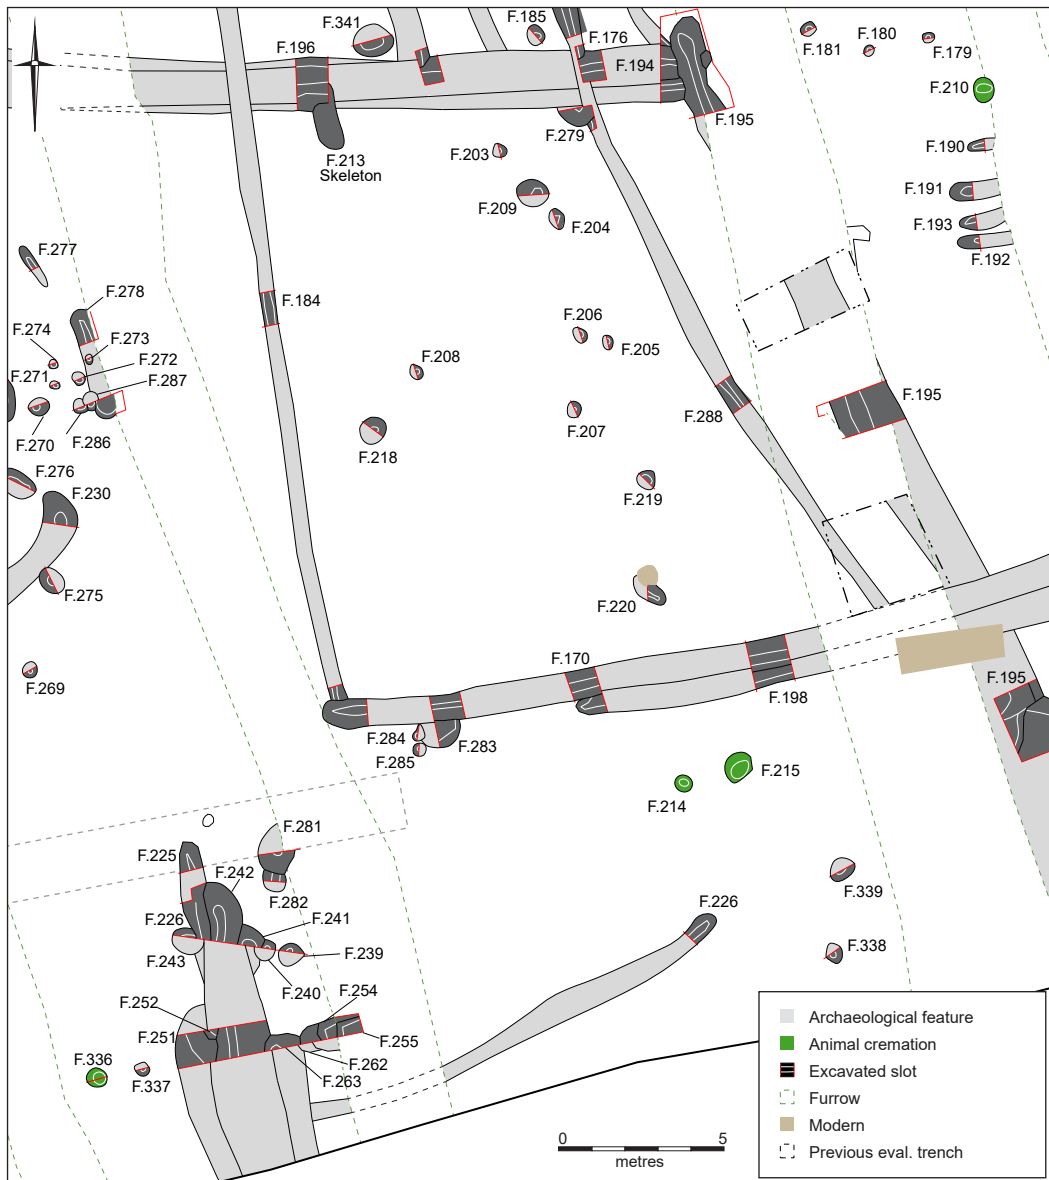 F.341
F.185
F.196
F.176
F.194
F.181
F.180
F.179
F.210
F.195
F.279
F.213
Skeleton
F.203
F.190
F.209
F.204
F.191
F.193
F.192
F.277
F.278
F.184
F.274
F.273
F.272
F.271
F.287
F.206
F.205
F.208
F.195
F.288
F.207
F.270
F.286
F.218
F.276
F.230
F.219
F.275
F.220
F.269
F.170
F.198
F.195
F.284
F.283
F.285
F.215
F.214
F.281
F.225
F.242
F.282
F.339
F.226
F.241
F.226
F.243
F.239
F.240
F.338
F.252
F.254
F.251
F.255
F.262
F.263
F.336
F.337
Archaeological feature
Animal cremation
Excavated slot
Furrow
Modern
Previous eval. trench
0 5
metres